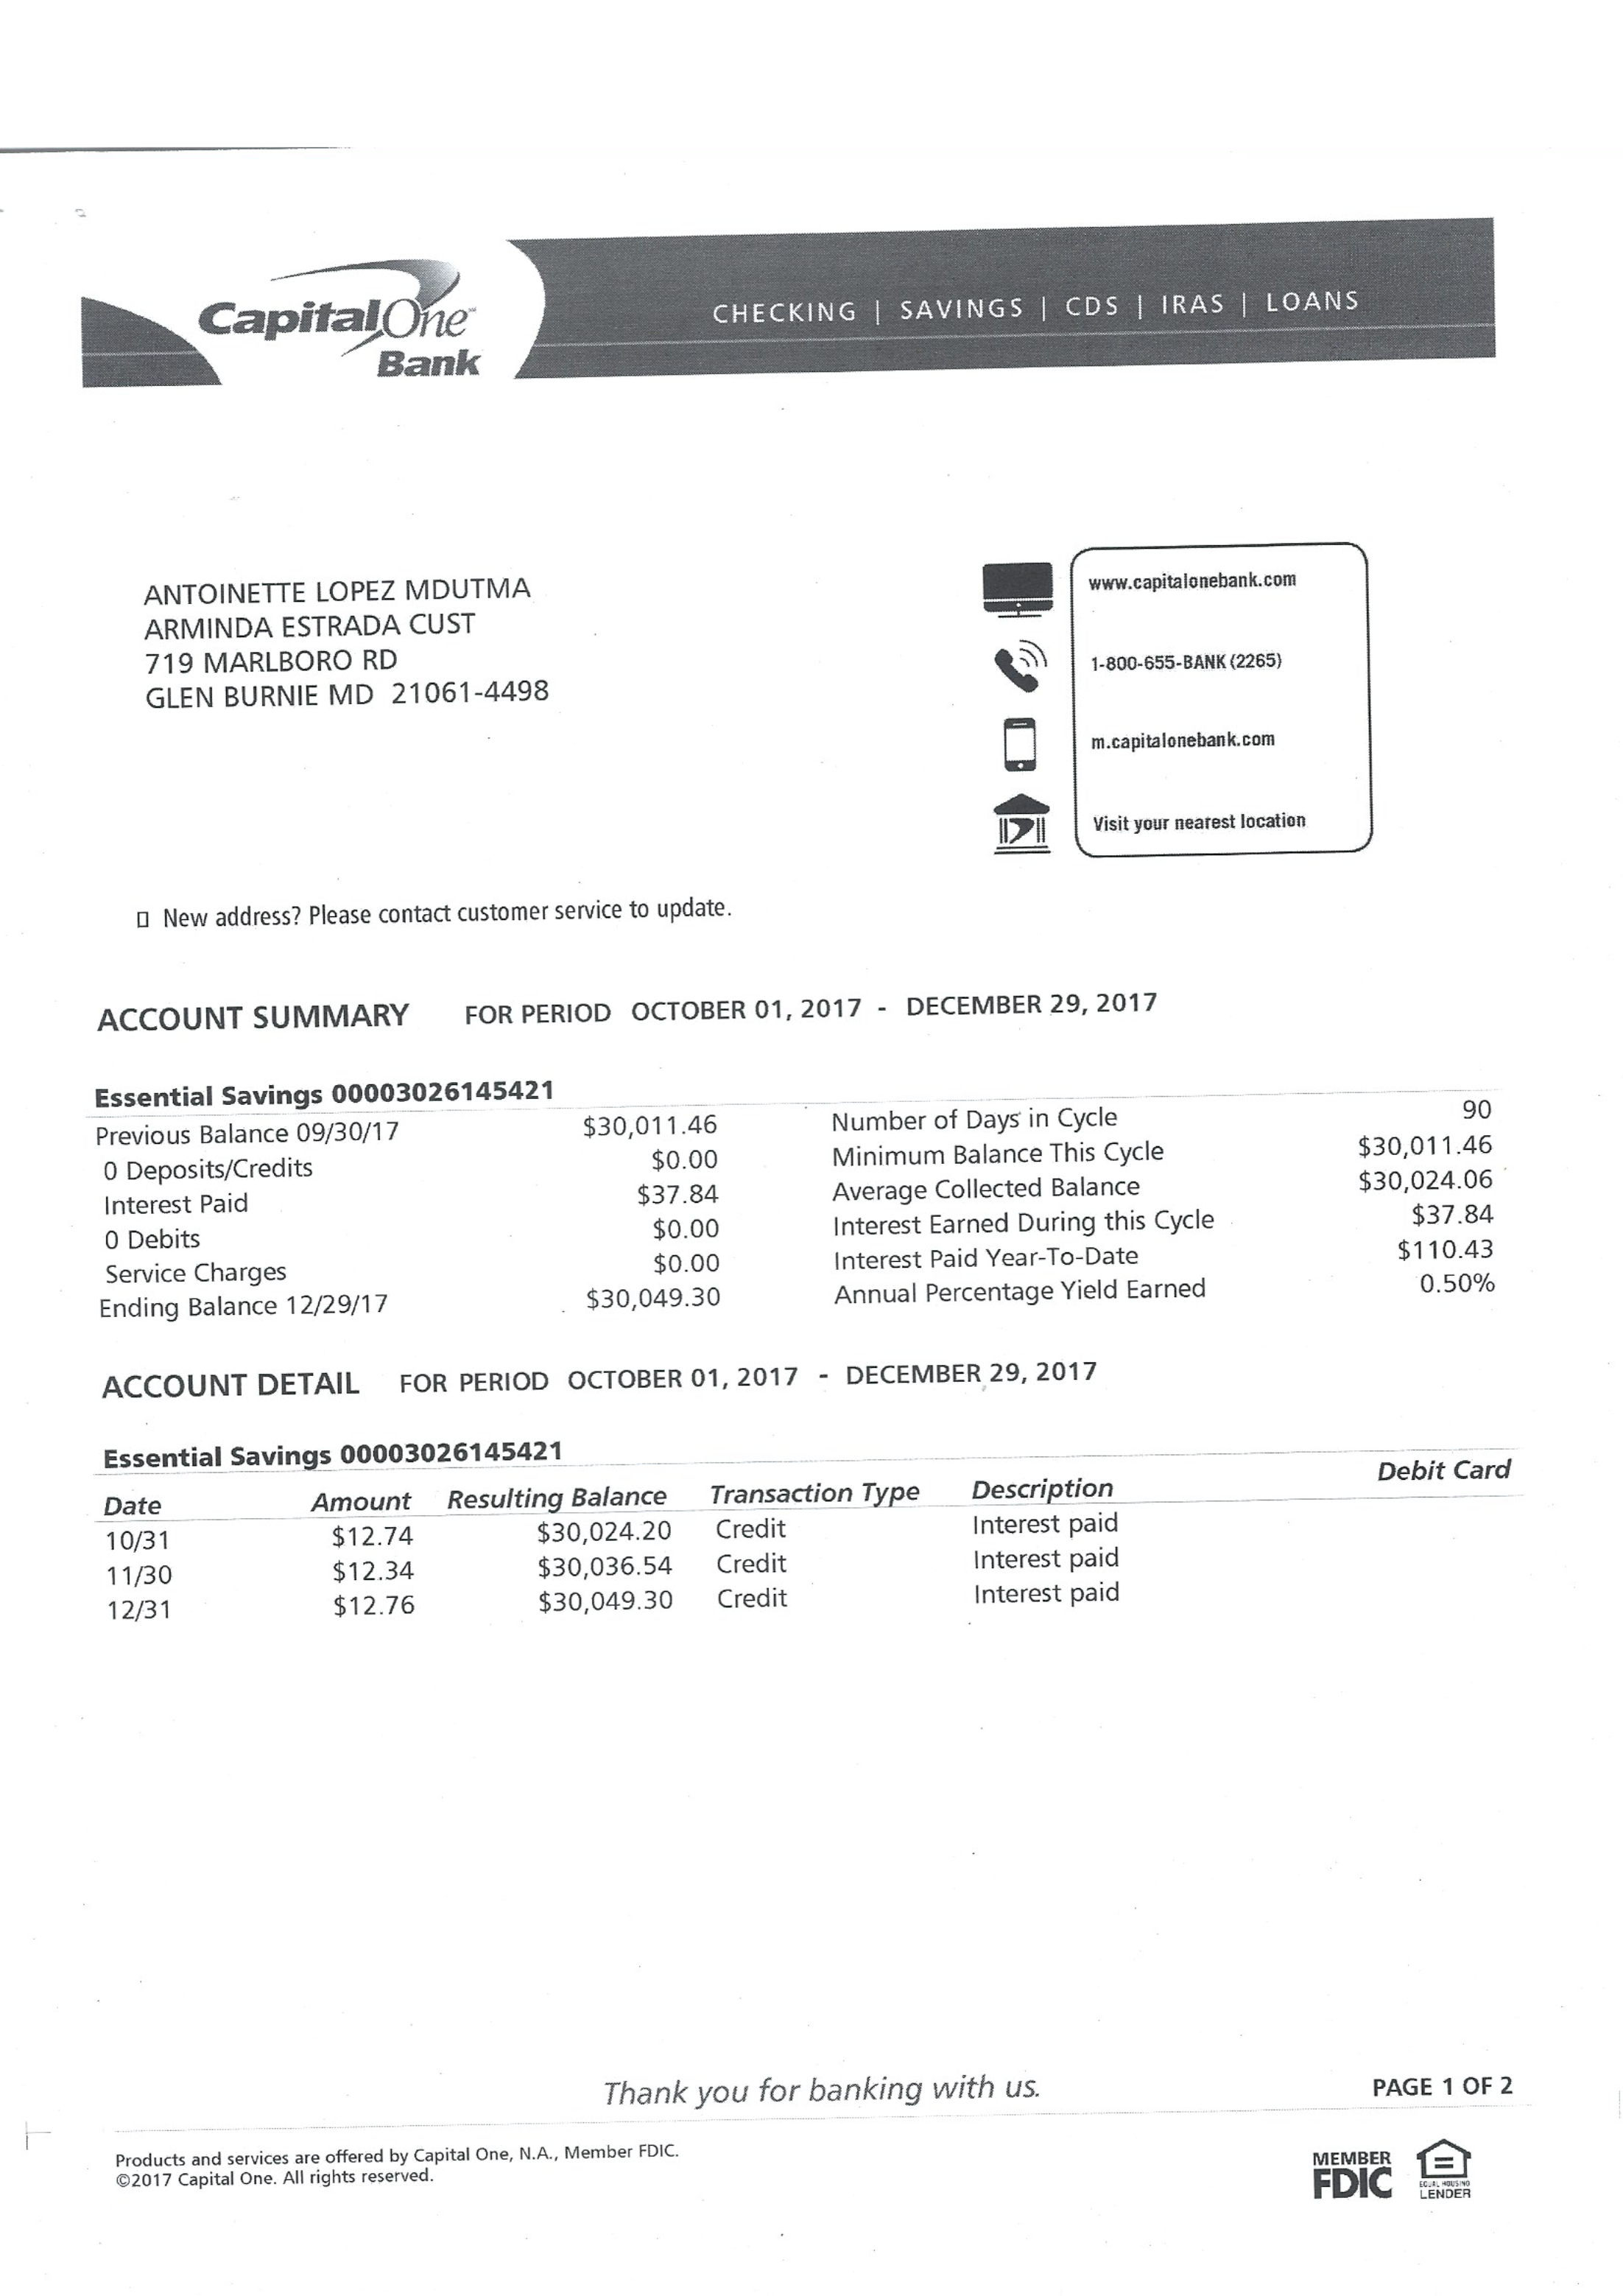 CapitalOne™
Bank
CHECKING | SAVINGS | CDS | IRAS | LOANS
ANTOINETTE LOPEZ MDUTMA
ARMINDA ESTRADA CUST
719 MARLBORO RD
GLEN BURNIE MD 21061-4498
www.capitalonebank.com
1-800-655-BANK (2265)
m.capitalonebank.com
Visit your nearest location
▯ New address? Please contact customer service to update.
ACCOUNT SUMMARY FOR PERIOD OCTOBER 01, 2017 - DECEMBER 29, 2017
Essential Savings 00003026145421
Previous Balance 09/30/17 $30,011.46 Number of Days in Cycle 90
0 Deposits/Credits $0.00 Minimum Balance This Cycle $30,011.46
Interest Paid $37.84 Average Collected Balance $30,024.06
0 Debits $0.00 Interest Earned During this Cycle $37.84
Service Charges $0.00 Interest Paid Year-To-Date $110.43
Ending Balance 12/29/17 $30,049.30 Annual Percentage Yield Earned 0.50%
ACCOUNT DETAIL FOR PERIOD OCTOBER 01, 2017 - DECEMBER 29, 2017
Essential Savings 00003026145421
Date Amount Resulting Balance Transaction Type Description Debit Card
10/31 $12.74 $30,024.20 Credit Interest paid
11/30 $12.34 $30,036.54 Credit Interest paid
12/31 $12.76 $30,049.30 Credit Interest paid
Thank you for banking with us.
PAGE 1 OF 2
Products and services are offered by Capital One, N.A., Member FDIC.
©2017 Capital One. All rights reserved.
MEMBER
FDIC
EQUAL HOUSING
LENDER